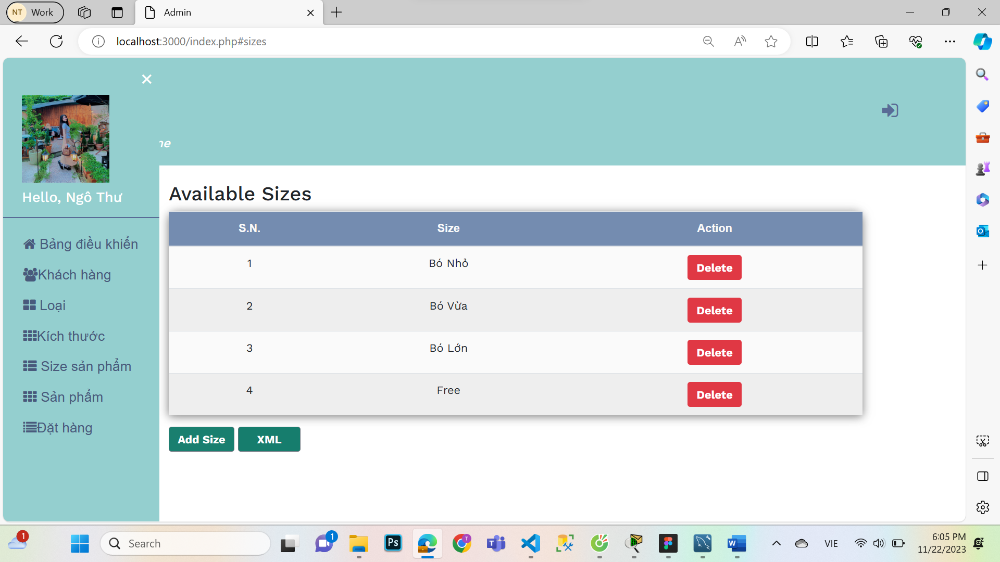 NT Work
Admin
localhost:3000/index.php#sizes
Hello, Ngô Thư
Bảng điều khiển
Khách hàng
Loại
Kích thước
Size sản phẩm
Sản phẩm
Đặt hàng
Available Sizes
S.N. Size Action
1 Bó Nhỏ Delete
2 Bó Vừa Delete
3 Bó Lớn Delete
4 Free Delete
Add Size XML
1
Search
1
Ps
VIE
6:05 PM
11/22/2023